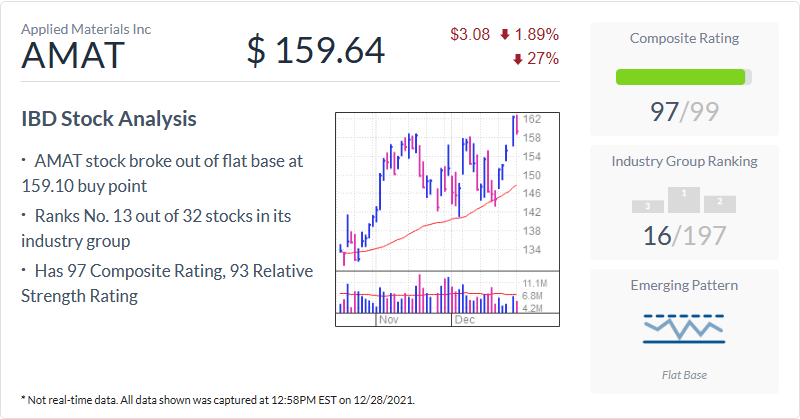 Applied Materials Inc
AMAT
$ 159.64
$3.08 1.89%
27%
IBD Stock Analysis
· AMAT stock broke out of flat base at
159.10 buy point
· Ranks No. 13 out of 32 stocks in its
industry group
· Has 97 Composite Rating, 93 Relative
Strength Rating
162
158
154
150
146
142
138
134
11.1M
6.8M
4.2M
Nov
Dec
Composite Rating
97/99
Industry Group Ranking
3
1
2
16/197
Emerging Pattern
Flat Base
* Not real-time data. All data shown was captured at 12:58PM EST on 12/28/2021.